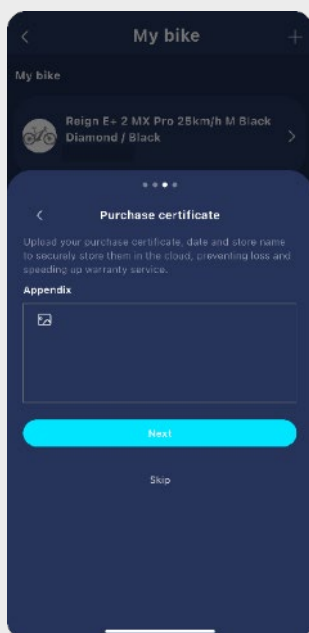 My bike
My bike
Reign E+ 2 MX Pro 25km/h M Black
Diamond / Black
Purchase certificate
Upload your purchase certificate, date and store name
to securely store them in the cloud, preventing loss and
speeding up warranty service.
Appendix
Next
Skip